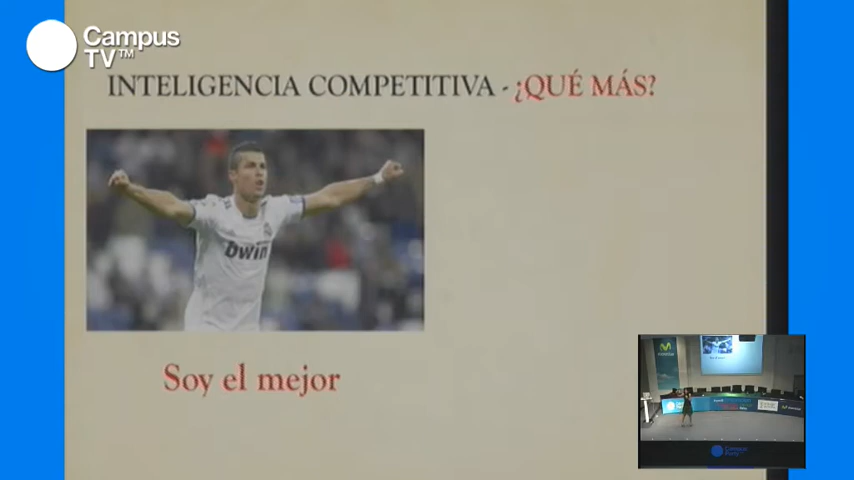 Campus
TV™
INTELIGENCIA COMPETITIVA - ¿QUÉ MÁS?
bwin
Soy el mejor